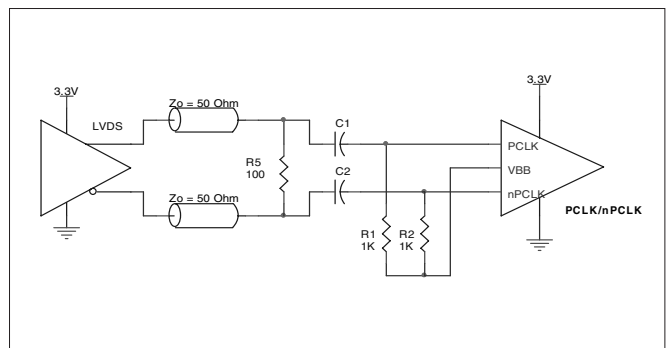 3.3V
LVDS
Zo = 50 Ohm
Zo = 50 Ohm
R5
100
C1
C2
R1
1K
R2
1K
3.3V
PCLK
VBB
nPCLK
PCLK/nPCLK